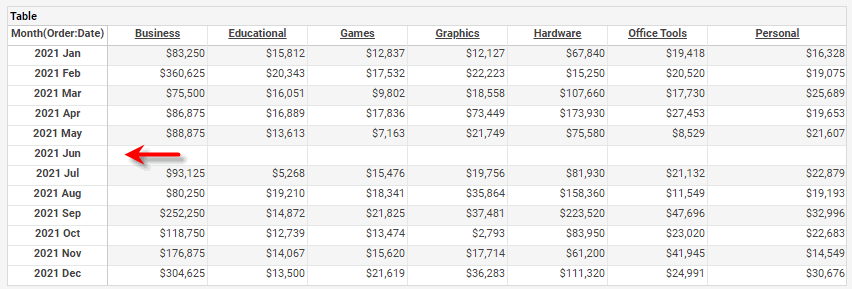 Table
Month(Order:Date) Business Educational Games Graphics Hardware Office Tools Personal
2021 Jan $83,250 $15,812 $12,837 $12,127 $67,840 $19,418 $16,328
2021 Feb $360,625 $20,343 $17,532 $22,223 $15,250 $20,520 $19,075
2021 Mar $75,500 $16,051 $9,802 $18,558 $107,660 $17,730 $25,689
2021 Apr $86,875 $16,889 $17,836 $73,449 $173,930 $27,453 $19,653
2021 May $88,875 $13,613 $7,163 $21,749 $75,580 $8,529 $21,607
2021 Jun
2021 Jul $93,125 $5,268 $15,476 $19,756 $81,930 $21,132 $22,879
2021 Aug $80,250 $19,210 $18,341 $35,864 $158,360 $11,549 $19,193
2021 Sep $252,250 $14,872 $21,825 $37,481 $223,520 $47,696 $32,996
2021 Oct $118,750 $12,739 $13,474 $2,793 $83,950 $23,020 $22,683
2021 Nov $176,875 $14,067 $15,620 $17,714 $61,200 $41,945 $14,549
2021 Dec $304,625 $13,500 $21,619 $36,283 $111,320 $24,991 $30,676